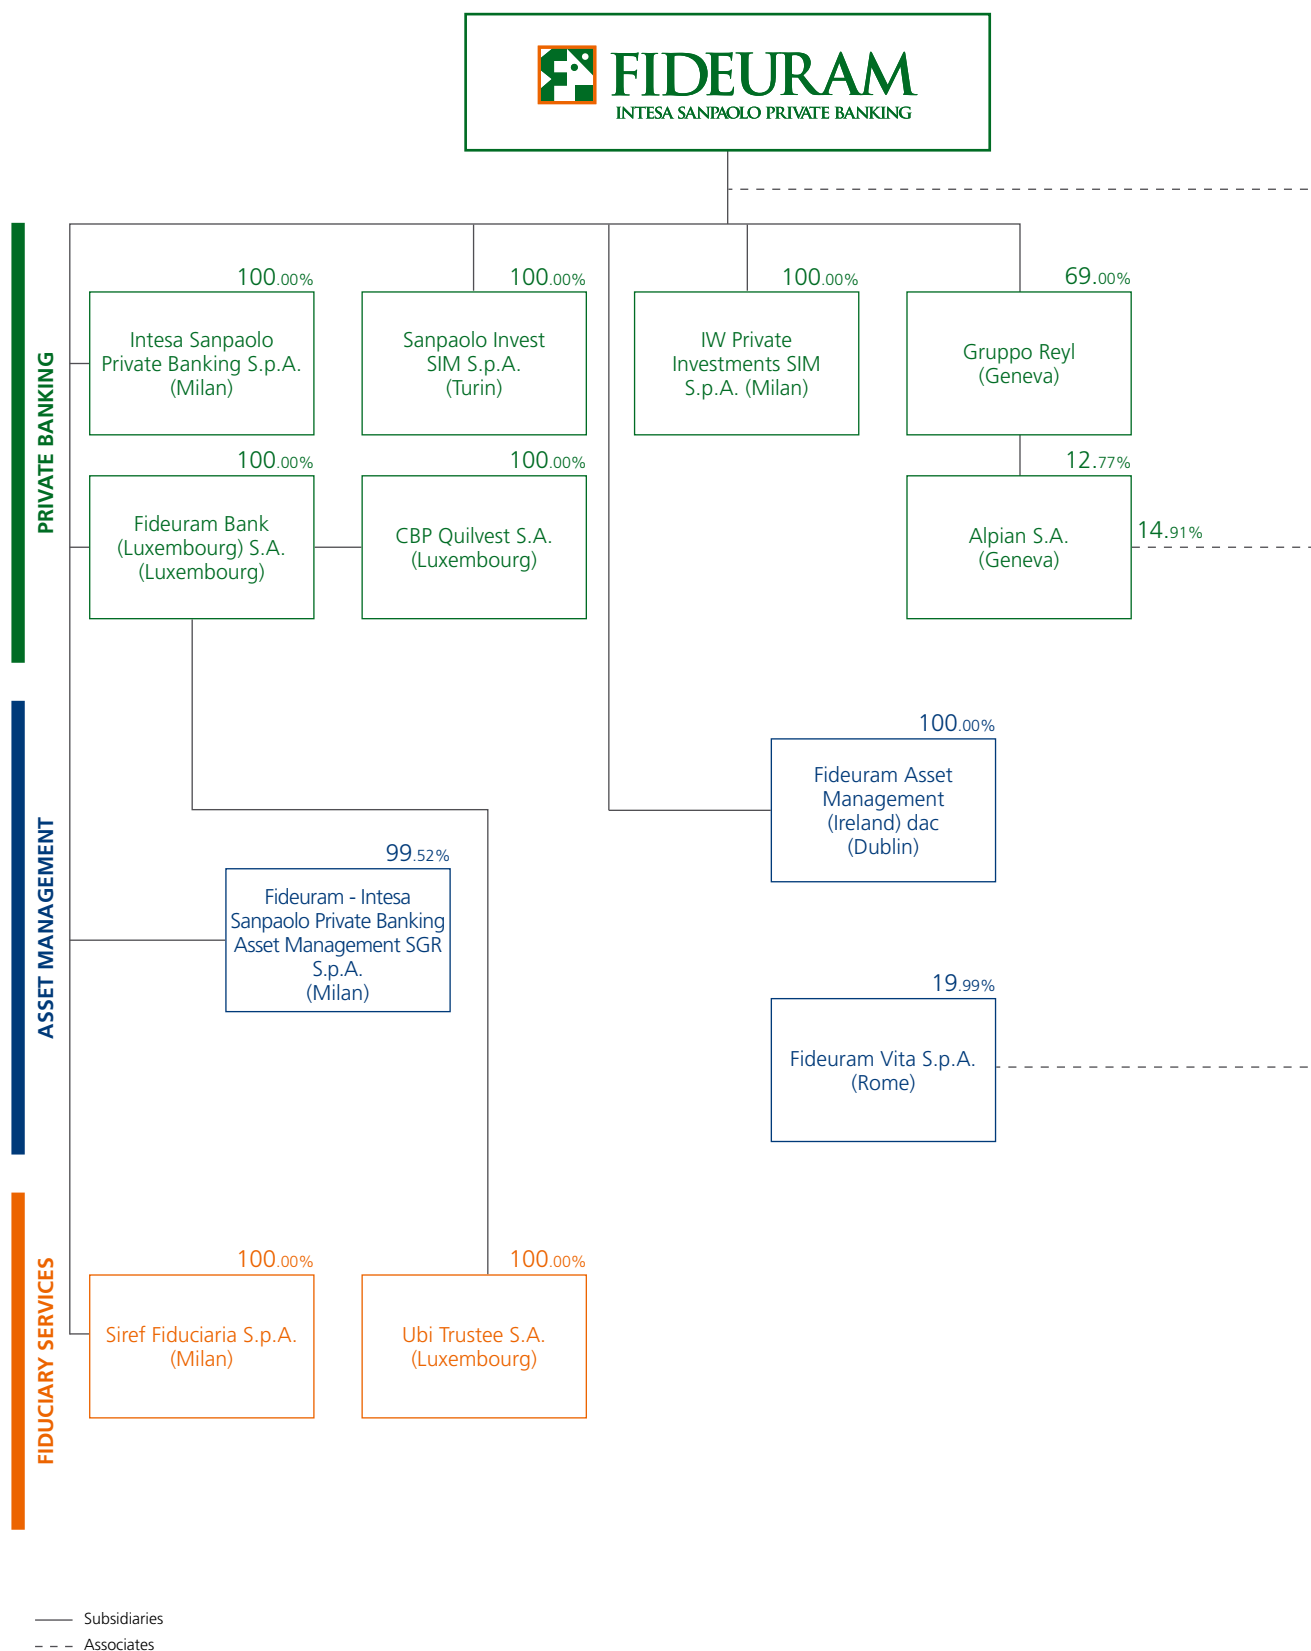 FIDEURAM
INTESA SANPAOLO PRIVATE BANKING
PRIVATE BANKING
100.00%
Intesa Sanpaolo
Private Banking S.p.A.
(Milan)
100.00%
Sanpaolo Invest
SIM S.p.A.
(Turin)
100.00%
IW Private
Investments SIM
S.p.A. (Milan)
69.00%
Gruppo Reyl
(Geneva)
100.00%
Fideuram Bank
(Luxembourg) S.A.
(Luxembourg)
100.00%
CBP Quilvest S.A.
(Luxembourg)
12.77%
Alpian S.A.
(Geneva)
14.91%
ASSET MANAGEMENT
100.00%
Fideuram Asset
Management
(Ireland) dac
(Dublin)
99.52%
Fideuram - Intesa
Sanpaolo Private Banking
Asset Management SGR
S.p.A.
(Milan)
19.99%
Fideuram Vita S.p.A.
(Rome)
FIDUCIARY SERVICES
100.00%
Siref Fiduciaria S.p.A.
(Milan)
100.00%
Ubi Trustee S.A.
(Luxembourg)
Subsidiaries
Associates